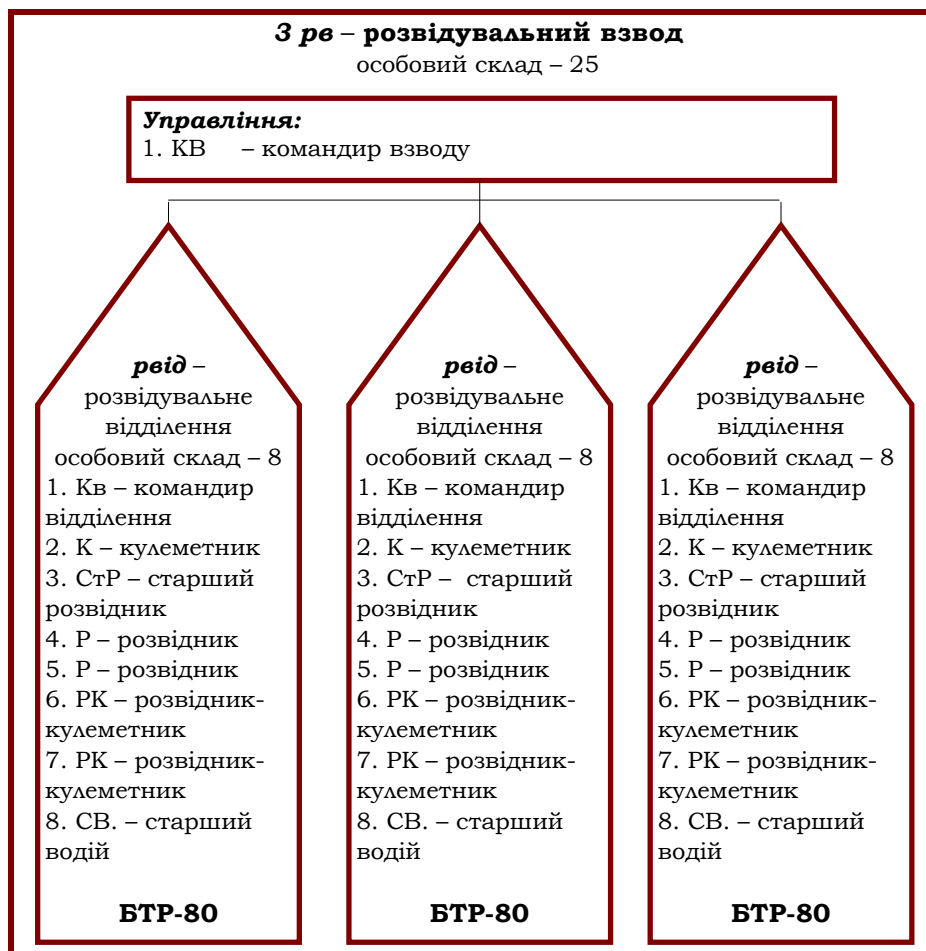 3 рв – розвідувальний взвод
особовий склад – 25
Управління:
1. КВ – командир взводу
рвід –
розвідувальне
відділення
особовий склад – 8
1. Кв – командир
відділення
2. К – кулеметник
3. СтР – старший
розвідник
4. Р – розвідник
5. Р – розвідник
6. РК – розвідник-
кулеметник
7. РК – розвідник-
кулеметник
8. СВ. – старший
водій
БТР-80
рвід –
розвідувальне
відділення
особовий склад – 8
1. Кв – командир
відділення
2. К – кулеметник
3. СтР – старший
розвідник
4. Р – розвідник
5. Р – розвідник
6. РК – розвідник-
кулеметник
7. РК – розвідник-
кулеметник
8. СВ. – старший
водій
БТР-80
рвід –
розвідувальне
відділення
особовий склад – 8
1. Кв – командир
відділення
2. К – кулеметник
3. СтР – старший
розвідник
4. Р – розвідник
5. Р – розвідник
6. РК – розвідник-
кулеметник
7. РК – розвідник-
кулеметник
8. СВ. – старший
водій
БТР-80